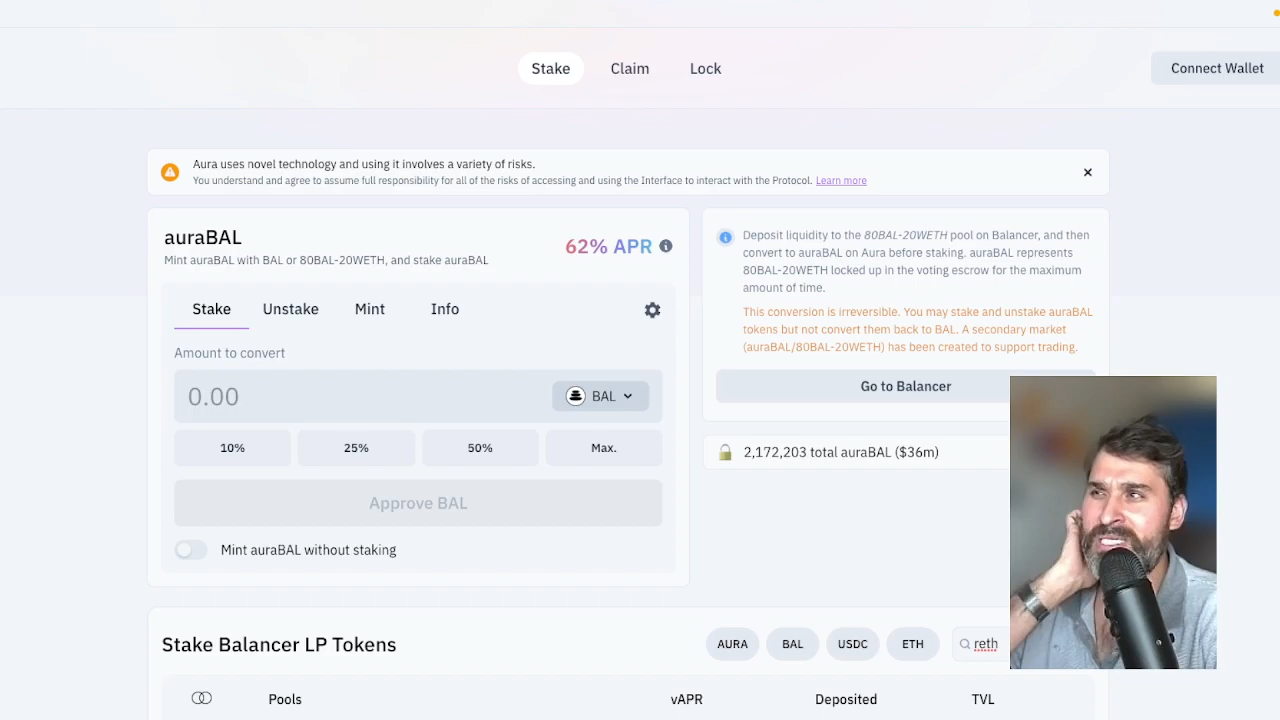 Stake Claim Lock Connect Wallet
Aura uses novel technology and using it involves a variety of risks.
You understand and agree to assume full responsibility for all of the risks of accessing and using the Interface to interact with the Protocol. Learn more
auraBAL
62% APR
Mint auraBAL with BAL or 80BAL-20WETH, and stake auraBAL
Stake Unstake Mint Info
Amount to convert
0.00 BAL
10% 25% 50% Max.
Approve BAL
Mint auraBAL without staking
Deposit liquidity to the 80BAL-20WETH pool on Balancer, and then
convert to auraBAL on Aura before staking. auraBAL represents
80BAL-20WETH locked up in the voting escrow for the maximum
amount of time.
This conversion is irreversible. You may stake and unstake auraBAL
tokens but not convert them back to BAL. A secondary market
(auraBAL/80BAL-20WETH) has been created to support trading.
Go to Balancer
2,172,203 total auraBAL ($36m)
Stake Balancer LP Tokens AURA BAL USDC ETH reth
Pools vAPR Deposited TVL